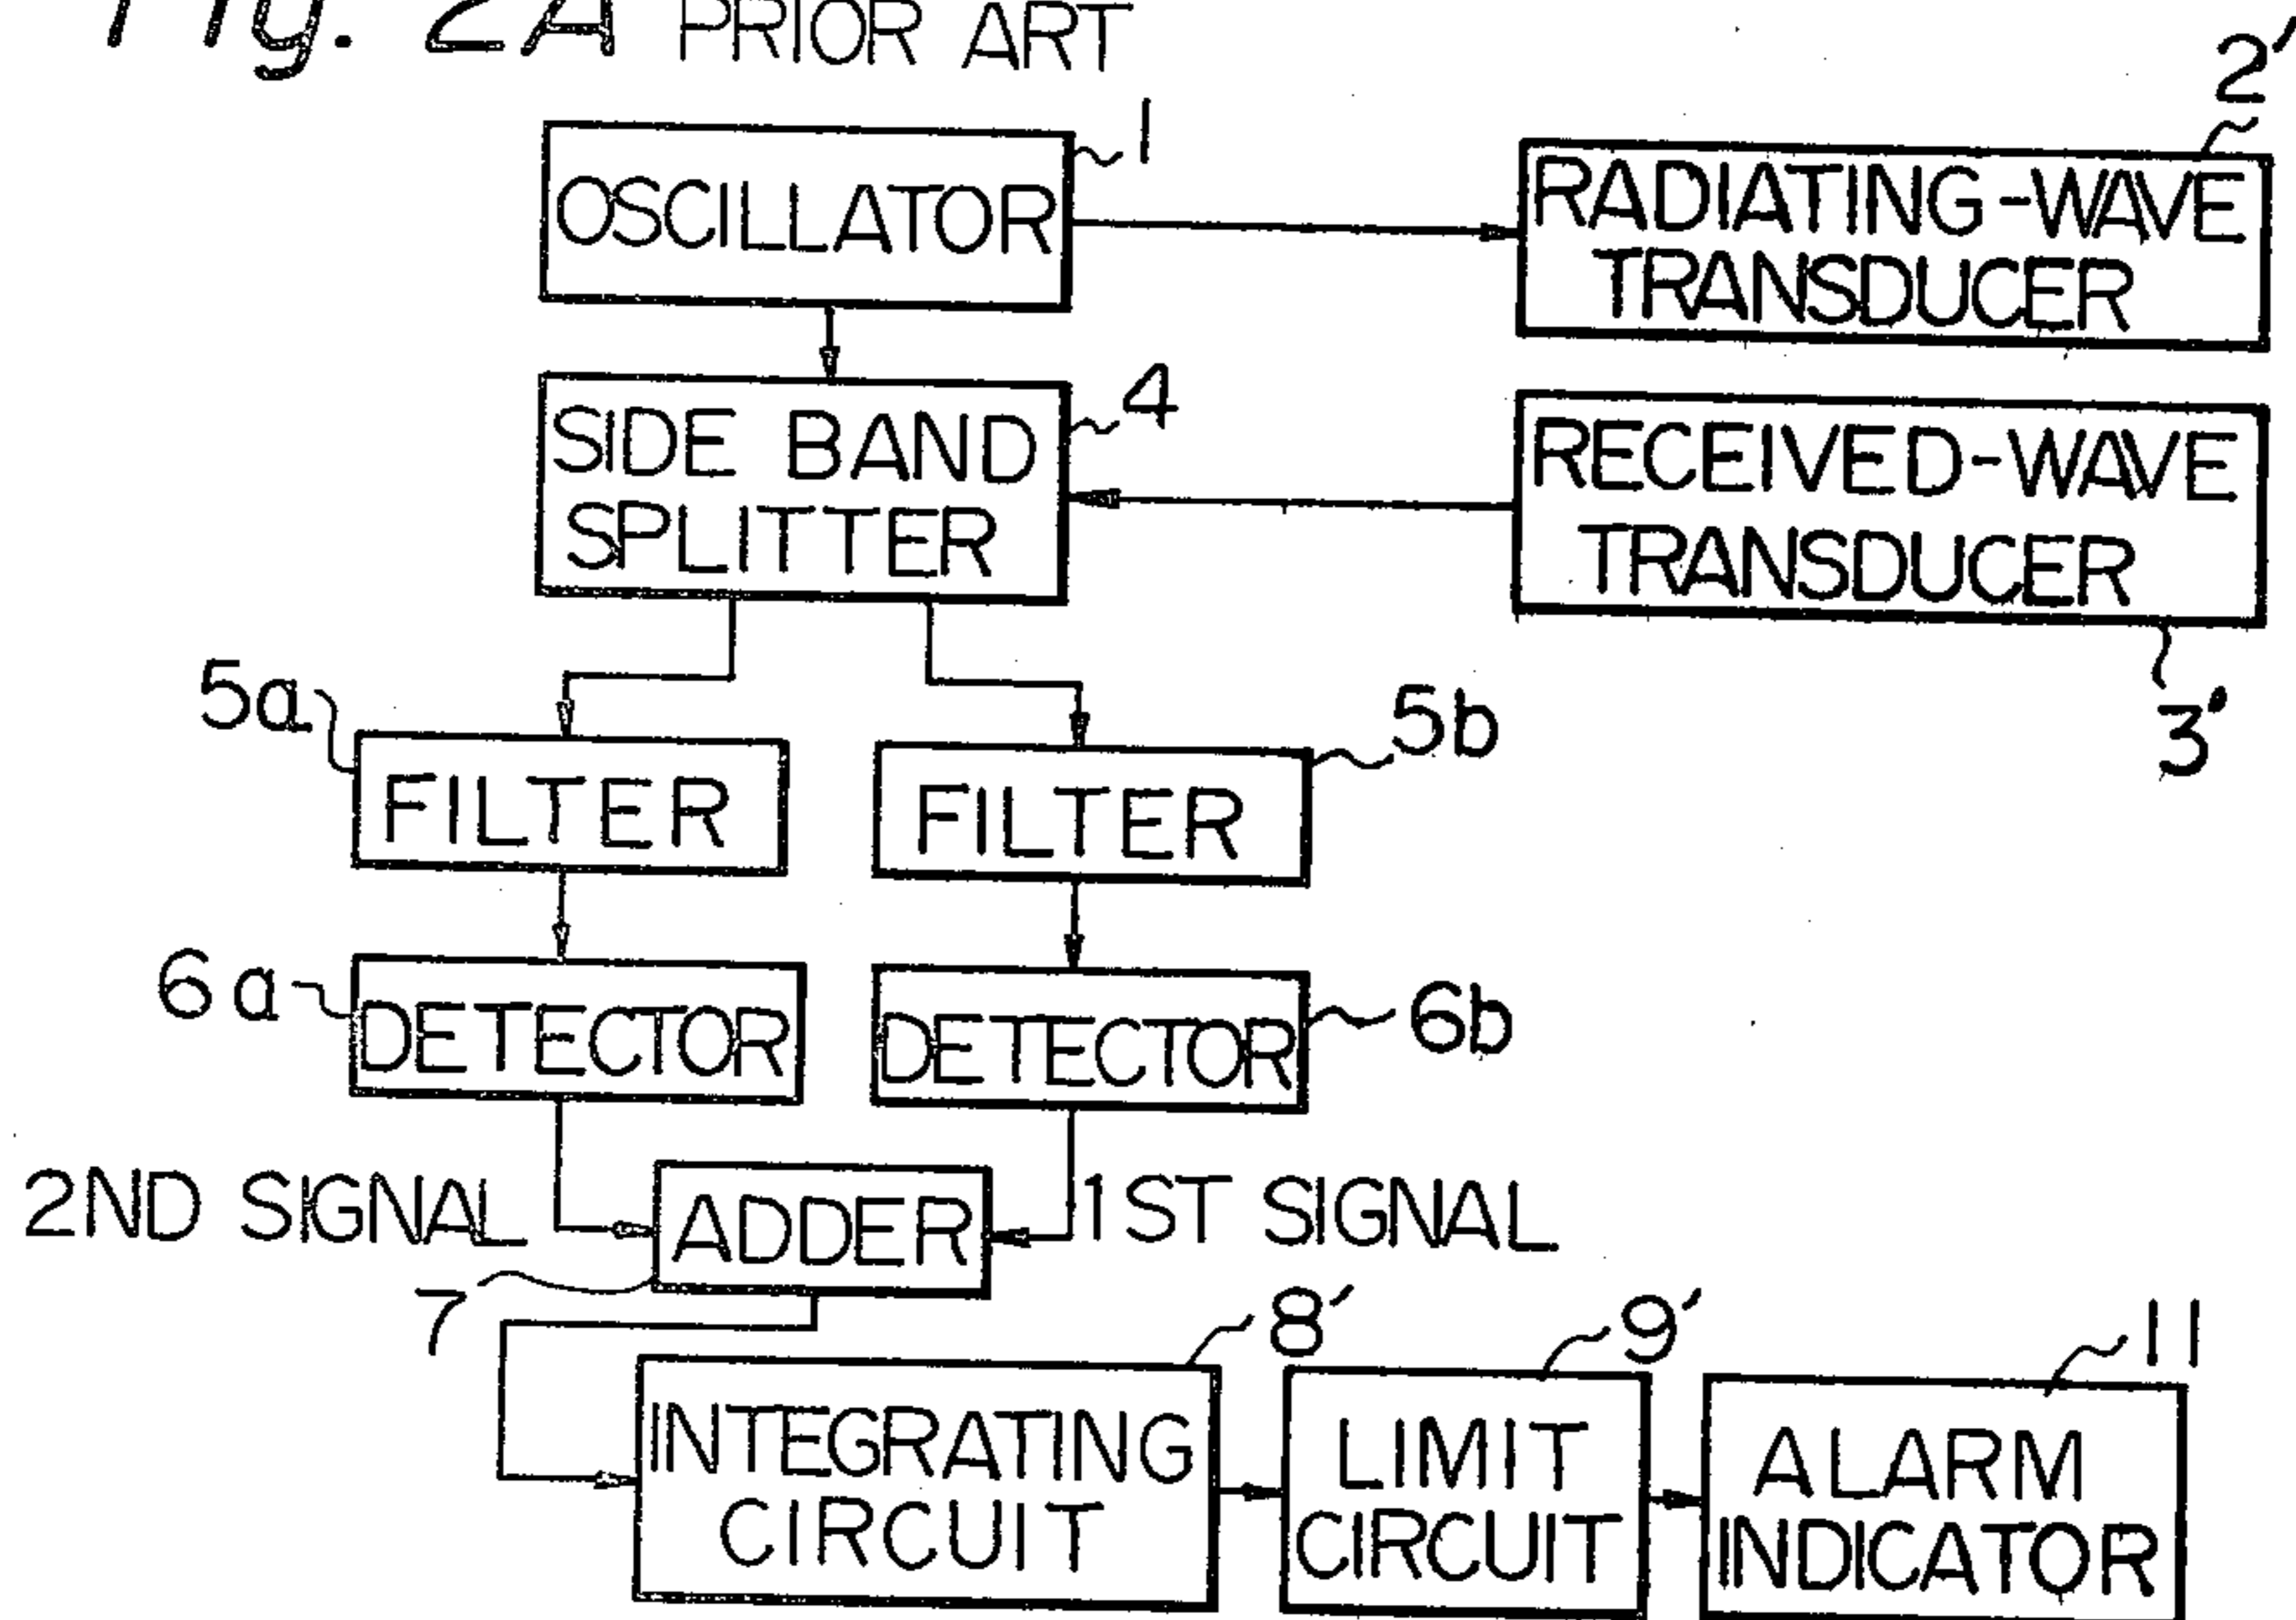 Fig. 2A PRIOR ART
1
2'
OSCILLATOR
RADIATING-WAVE
TRANSDUCER
4
SIDE BAND
SPLITTER
RECEIVED-WAVE
TRANSDUCER
3'
5a
5b
FILTER
FILTER
6a
6b
DETECTOR
DETECTOR
2ND SIGNAL
ADDER
1ST SIGNAL
7
8'
9'
11
INTEGRATING
CIRCUIT
LIMIT
CIRCUIT
ALARM
INDICATOR